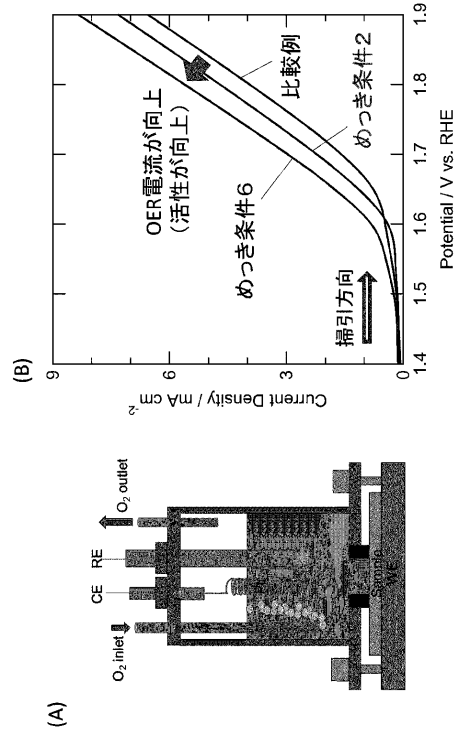 (A)
O2 inlet
CE
RE
O2 outlet
Sample
WE
(B)
Current Density / mA cm-2
9
6
3
0
OER電流が向上
(活性が向上)
めっき条件6
比較例
めっき条件2
掃引方向
1.4
1.5
1.6
1.7
1.8
1.9
Potential / V vs. RHE